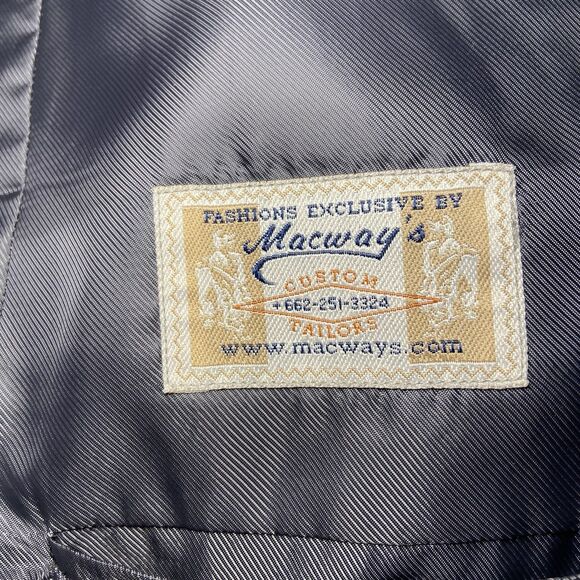 FASHIONS EXCLUSIVE BY
Macway's
CUSTOM
+662-251-3324
TAILORS
www.macways.com